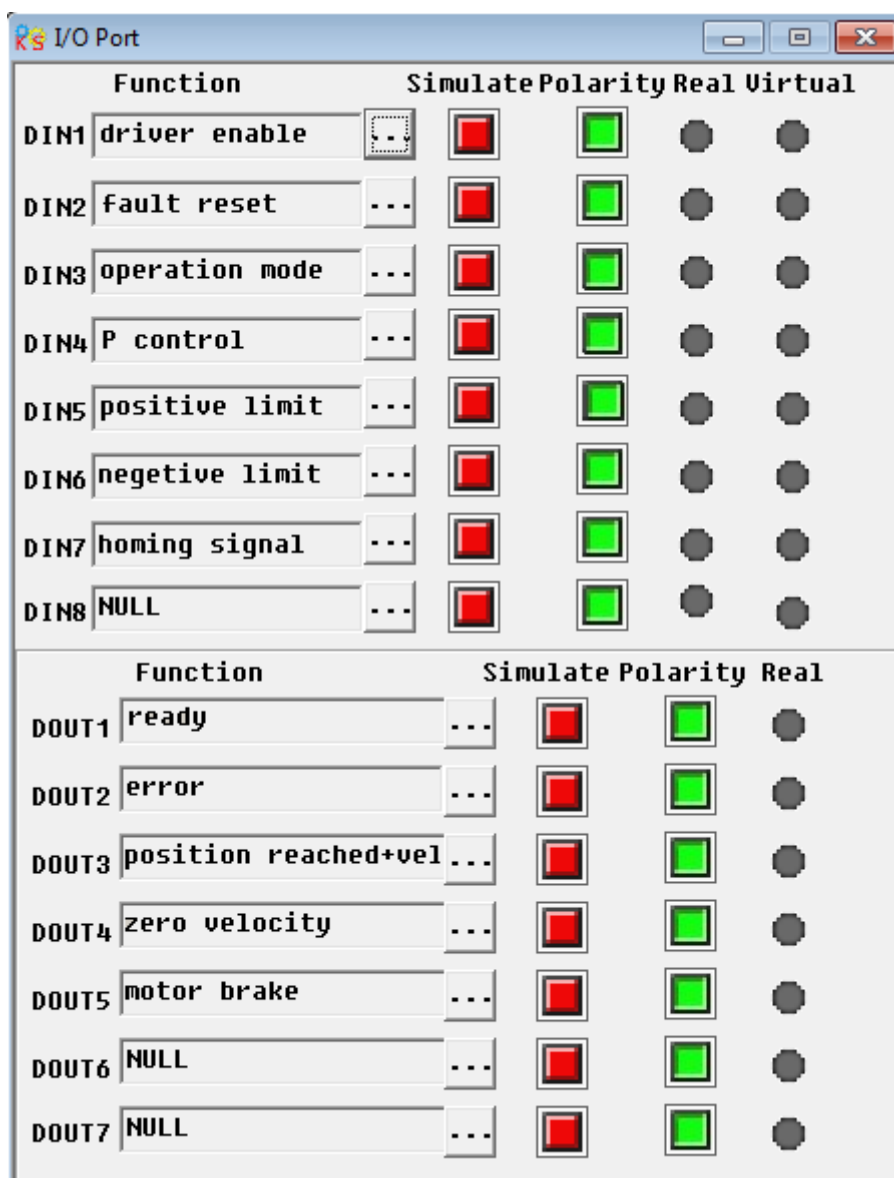 KS I/O Port
Function Simulate Polarity Real Virtual
DIN1 driver enable ...
DIN2 fault reset ...
DIN3 operation mode ...
DIN4 P control ...
DIN5 positive limit ...
DIN6 negetive limit ...
DIN7 homing signal ...
DIN8 NULL ...
Function Simulate Polarity Real
DOUT1 ready ...
DOUT2 error ...
DOUT3 position reached+vel ...
DOUT4 zero velocity ...
DOUT5 motor brake ...
DOUT6 NULL ...
DOUT7 NULL ...